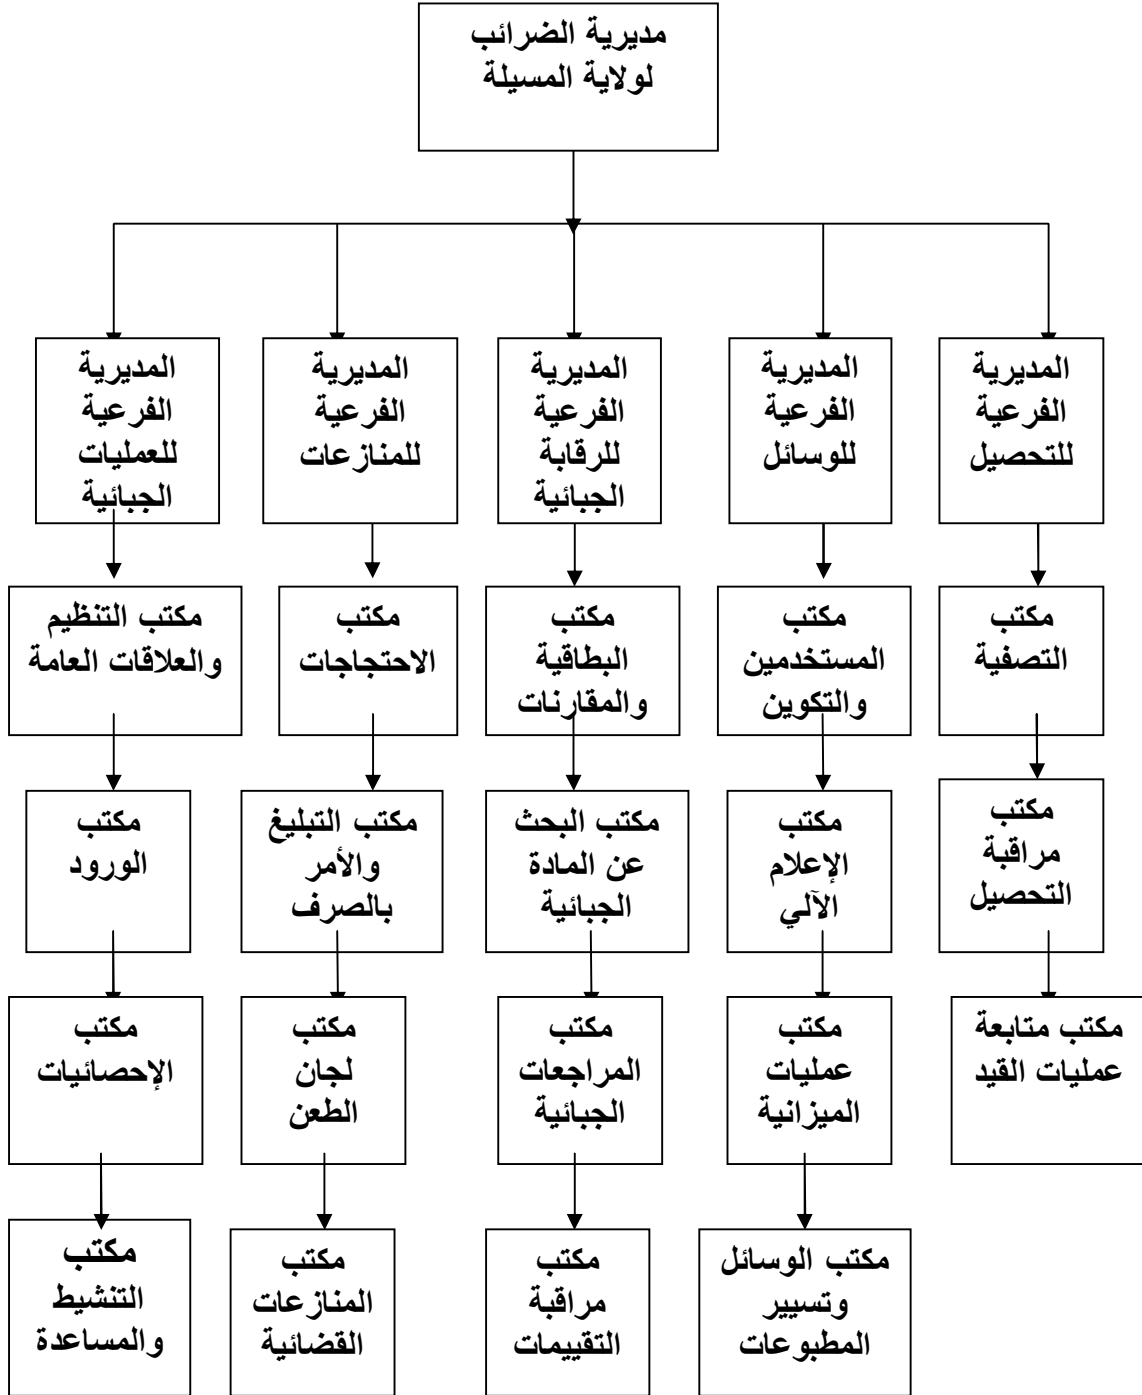 مديرية الضرائب
لولاية المسيلة
المديرية
الفرعية
للتحصيل
المديرية
الفرعية
للوسائل
المديرية
الفرعية
للرقابة
الجبائية
المديرية
الفرعية
للمنازعات
المديرية
الفرعية
للعمليات
الجبائية
مكتب
التصفية
مكتب
المستخدمين
والتكوين
مكتب
البطاقية
والمقارنات
مكتب
الاحتجاجات
مكتب التنظيم
والعلاقات العامة
مكتب
مراقبة
التحصيل
مكتب
الإعلام
الآلي
مكتب البحث
عن المادة
الجبائية
مكتب التبليغ
والأمر
بالصرف
مكتب
الورود
مكتب متابعة
عمليات القيد
مكتب
عمليات
الميزانية
مكتب
المراجعات
الجبائية
مكتب
لجان
الطعن
مكتب
الإحصائيات
مكتب الوسائل
وتسيير
المطبوعات
مكتب
مراقبة
التقييمات
مكتب
المنازعات
القضائية
مكتب
التنشيط
والمساعدة